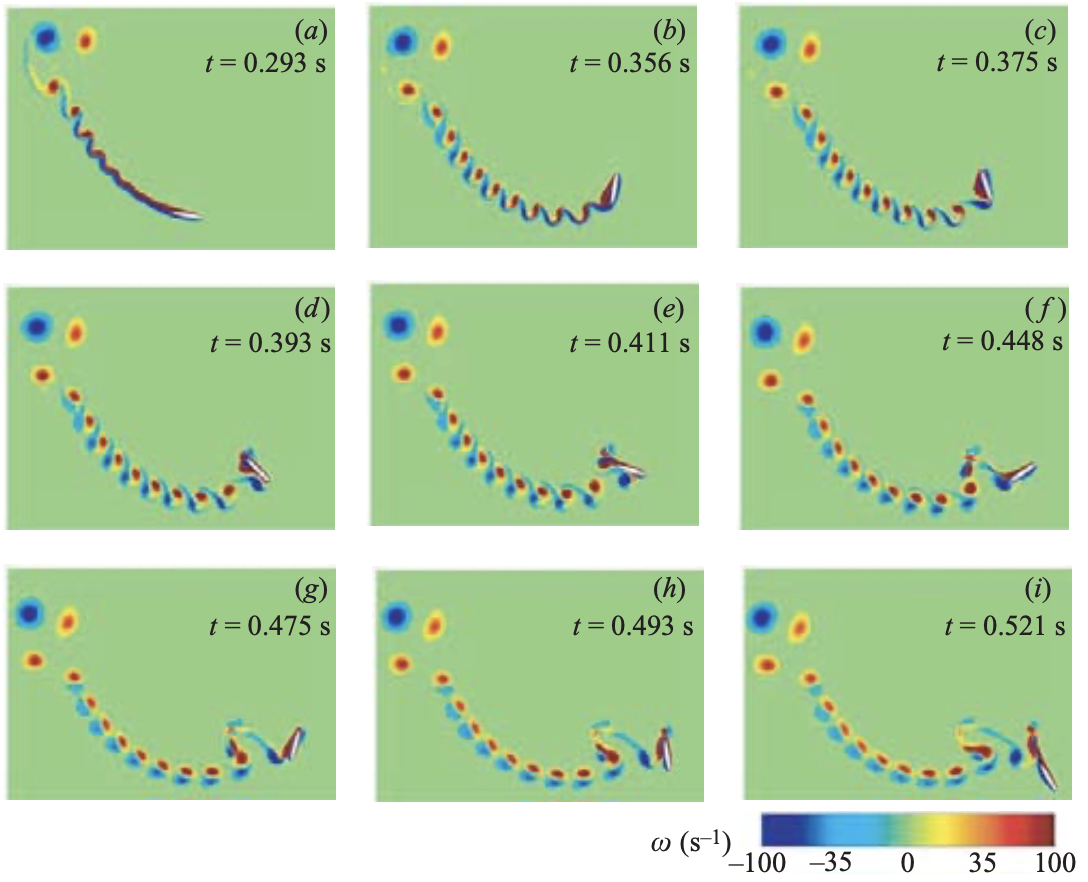 (a)
t = 0.293 s
(b)
t = 0.356 s
(c)
t = 0.375 s
(d)
t = 0.393 s
(e)
t = 0.411 s
(f)
t = 0.448 s
(g)
t = 0.475 s
(h)
t = 0.493 s
(i)
t = 0.521 s
ω (s⁻¹)
–100 –35 0 35 100